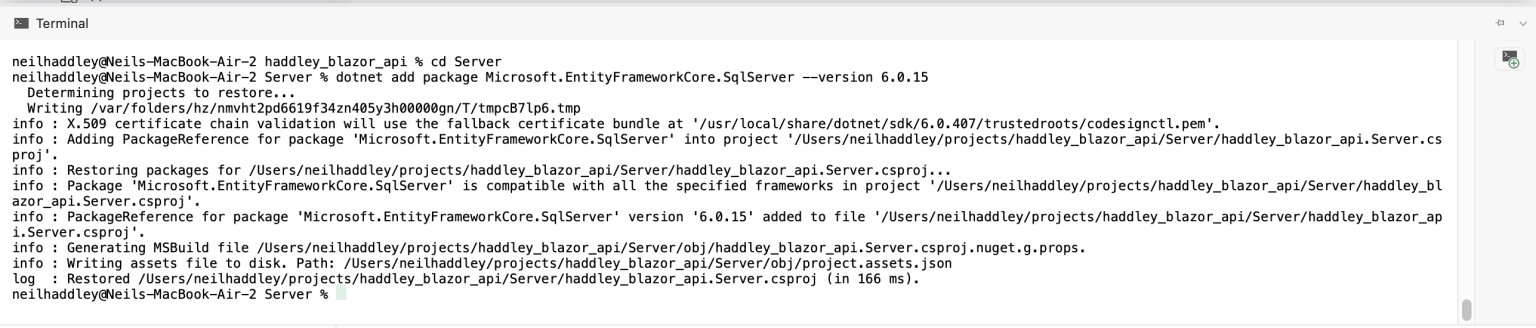 Terminal
neilhaddley@Neils-MacBook-Air-2 haddley_blazor_api % cd Server
neilhaddley@Neils-MacBook-Air-2 Server % dotnet add package Microsoft.EntityFrameworkCore.SqlServer --version 6.0.15
  Determining projects to restore...
  Writing /var/folders/hz/nmvht2pd6619f34zn405y3h00000gn/T/tmpcB7lp6.tmp
info : X.509 certificate chain validation will use the fallback certificate bundle at '/usr/local/share/dotnet/sdk/6.0.407/trustedroots/codesignctl.pem'.
info : Adding PackageReference for package 'Microsoft.EntityFrameworkCore.SqlServer' into project '/Users/neilhaddley/projects/haddley_blazor_api/Server/haddley_blazor_api.Server.cs
proj'.
info : Restoring packages for /Users/neilhaddley/projects/haddley_blazor_api/Server/haddley_blazor_api.Server.csproj...
info : Package 'Microsoft.EntityFrameworkCore.SqlServer' is compatible with all the specified frameworks in project '/Users/neilhaddley/projects/haddley_blazor_api/Server/haddley_bl
azor_api.Server.csproj'.
info : PackageReference for package 'Microsoft.EntityFrameworkCore.SqlServer' version '6.0.15' added to file '/Users/neilhaddley/projects/haddley_blazor_api/Server/haddley_blazor_ap
i.Server.csproj'.
info : Generating MSBuild file /Users/neilhaddley/projects/haddley_blazor_api/Server/obj/haddley_blazor_api.Server.csproj.nuget.g.props.
info : Writing assets file to disk. Path: /Users/neilhaddley/projects/haddley_blazor_api/Server/obj/project.assets.json
log  : Restored /Users/neilhaddley/projects/haddley_blazor_api/Server/haddley_blazor_api.Server.csproj (in 166 ms).
neilhaddley@Neils-MacBook-Air-2 Server %